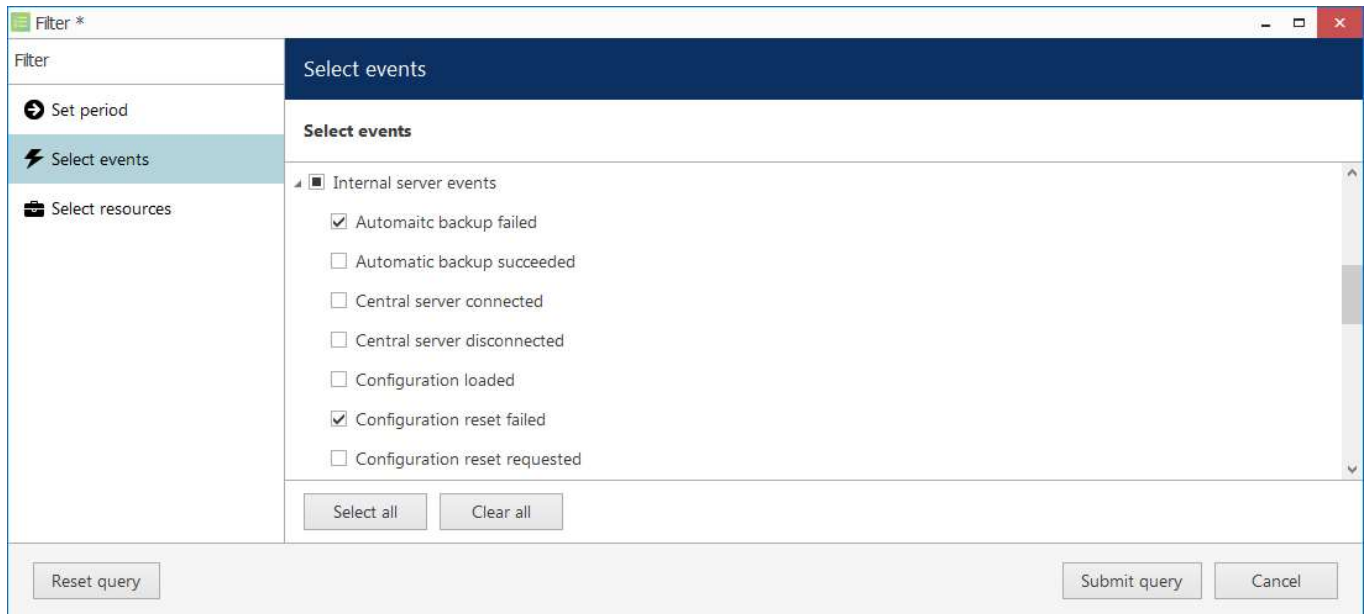 Filter *
Filter
Set period
Select events
Select resources
Select events
Select events
Internal server events
Automaitc backup failed
Automatic backup succeeded
Central server connected
Central server disconnected
Configuration loaded
Configuration reset failed
Configuration reset requested
Select all Clear all
Reset query Submit query Cancel